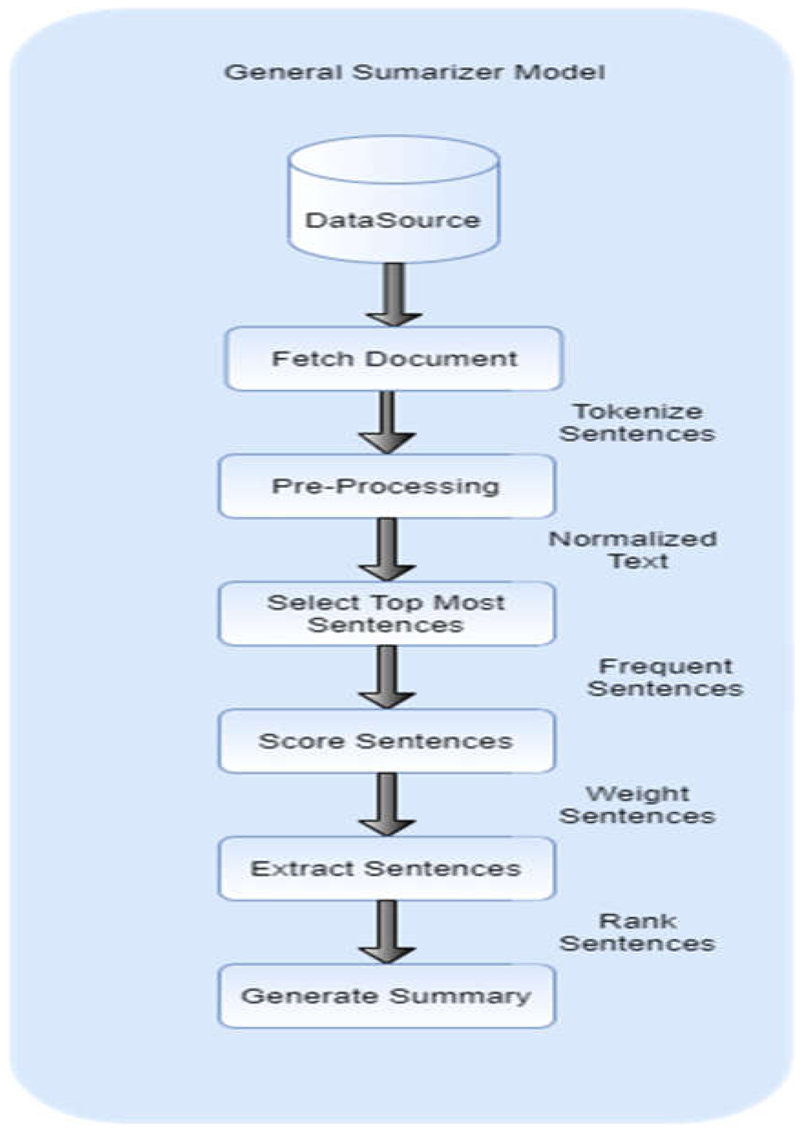 General Sumarizer Model
DataSource
Fetch Document
Tokenize
Sentences
Pre-Processing
Normalized
Text
Select Top Most
Sentences
Frequent
Sentences
Score Sentences
Weight
Sentences
Extract Sentences
Rank
Sentences
Generate Summary